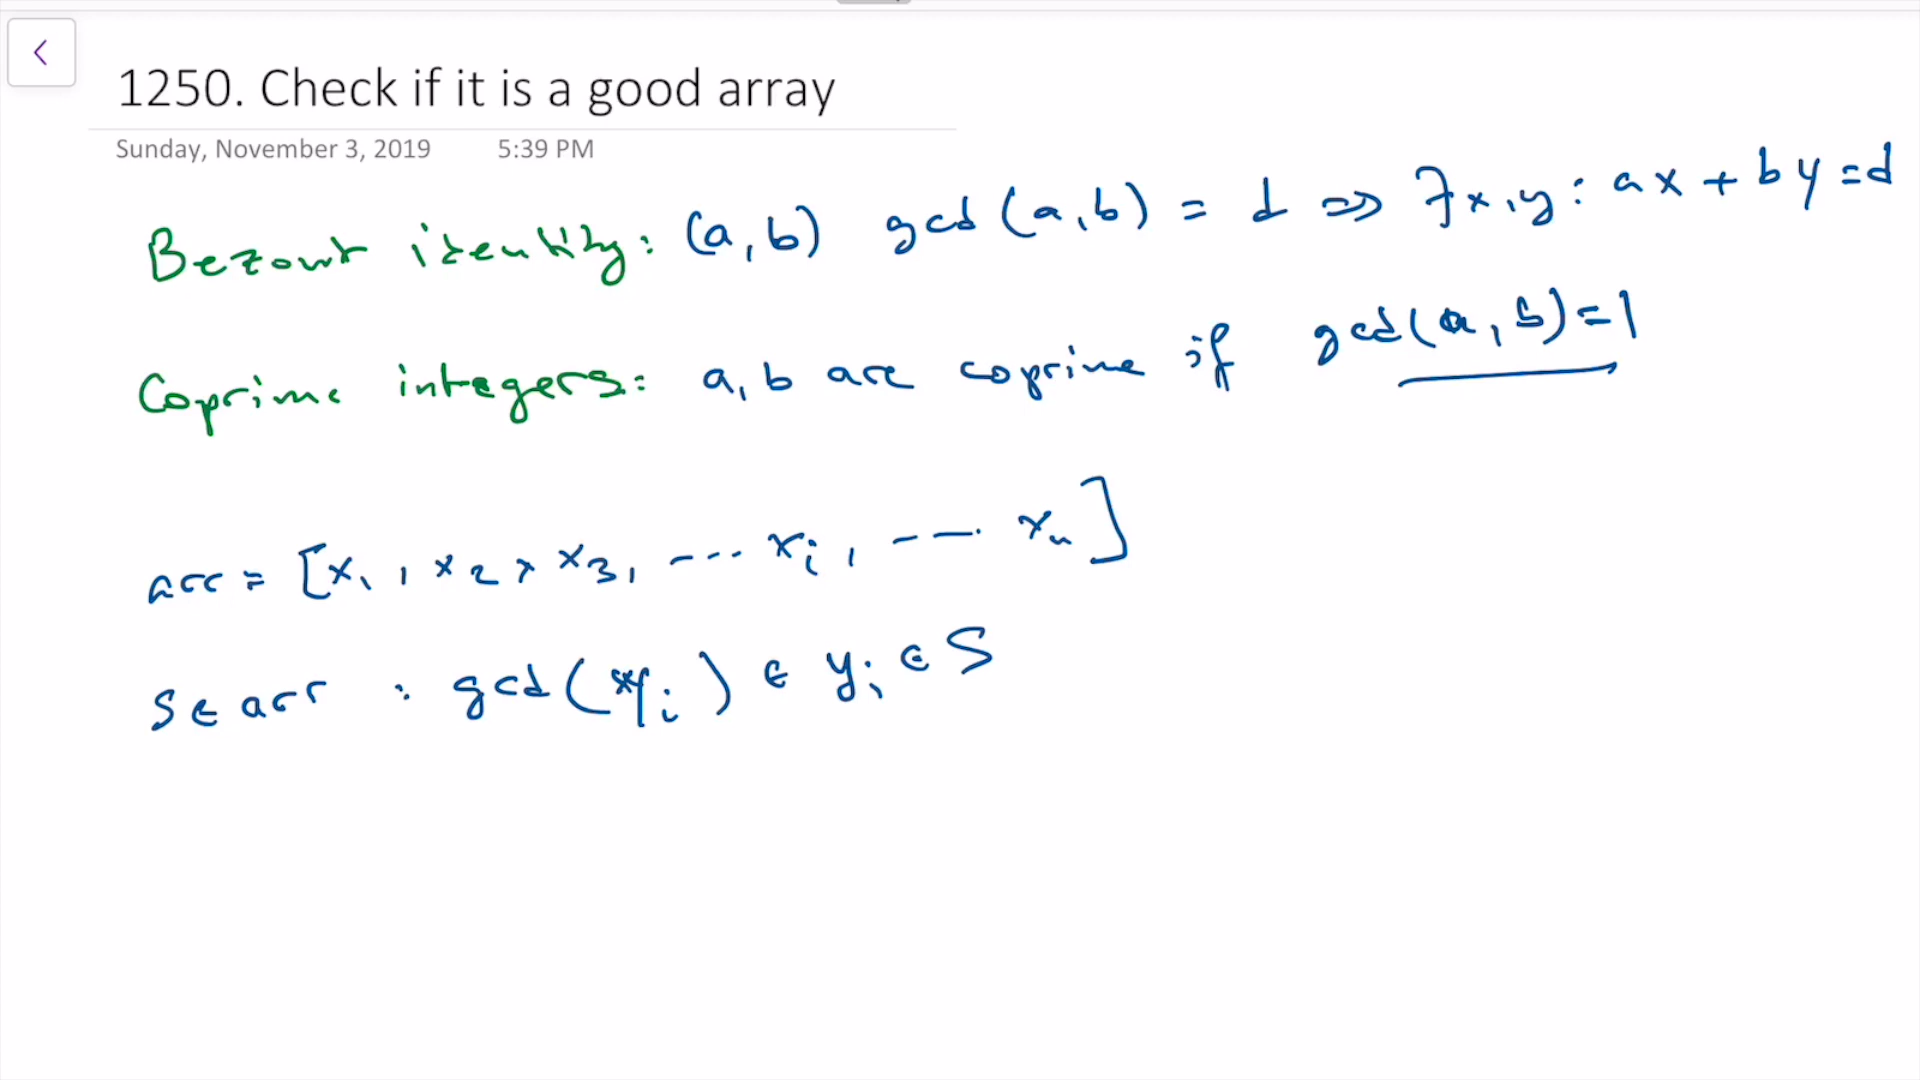 1250. Check if it is a good array
Sunday, November 3, 2019 5:39 PM
Bezout identity: (a, b) gcd (a, b) = d => ∃ x, y : ax + by = d
Coprime integers: a, b are coprime if gcd(a, b) = 1
arr = [x1, x2, x3, --- xi, --- xn]
S ∈ arr : gcd( yi ) ∈ yi ∈ S